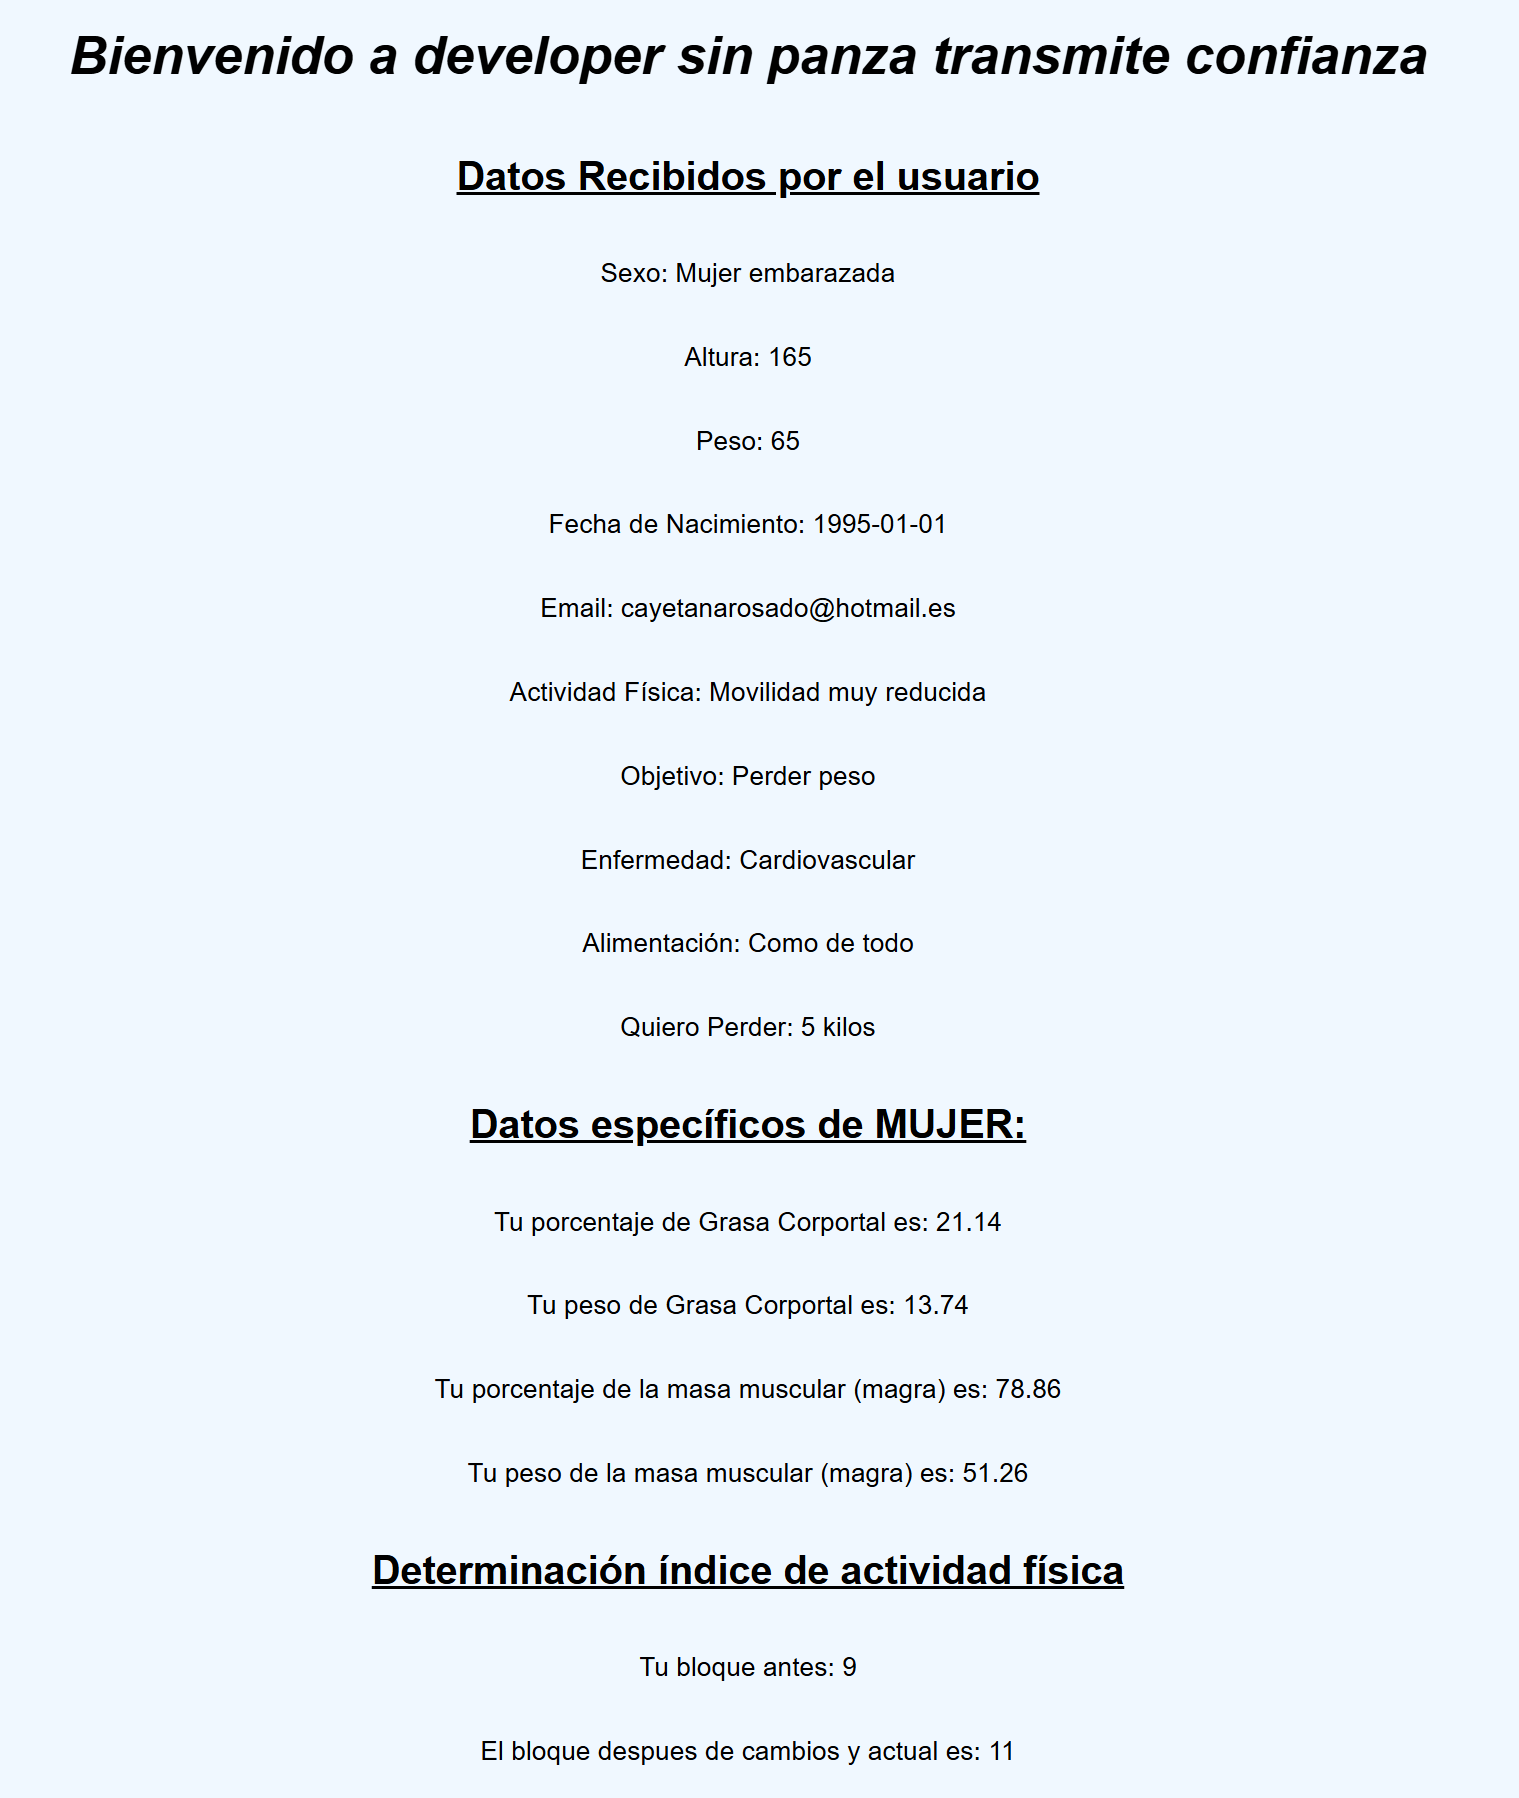 Bienvenido a developer sin panza transmite confianza
Datos Recibidos por el usuario
Sexo: Mujer embarazada
Altura: 165
Peso: 65
Fecha de Nacimiento: 1995-01-01
Email: cayetanarosado@hotmail.es
Actividad Física: Movilidad muy reducida
Objetivo: Perder peso
Enfermedad: Cardiovascular
Alimentación: Como de todo
Quiero Perder: 5 kilos
Datos específicos de MUJER:
Tu porcentaje de Grasa Corportal es: 21.14
Tu peso de Grasa Corportal es: 13.74
Tu porcentaje de la masa muscular (magra) es: 78.86
Tu peso de la masa muscular (magra) es: 51.26
Determinación índice de actividad física
Tu bloque antes: 9
El bloque despues de cambios y actual es: 11